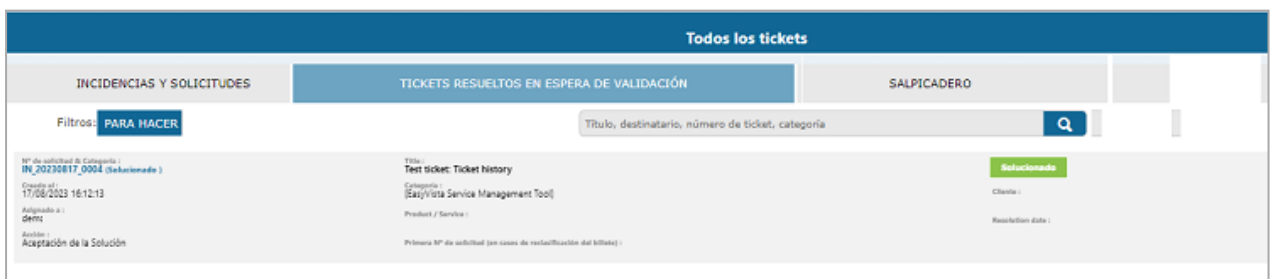 Todos los tickets
INCIDENCIAS Y SOLICITUDES
TICKETS RESUELTOS EN ESPERA DE VALIDACIÓN
SALPICADERO
Filtros: PARA HACER
Título, destinatario, número de ticket, categoría
Nº de solicitud & Categoría :
IN_20230817_0004 (Solucionado )
Creado el :
17/08/2023 16:12:13
Asignado a :
dems
Acción :
Aceptación de la Solución
Title :
Test ticket: Ticket history
Categoría :
[EasyVista Service Management Tool]
Product / Service :
Primera Nº de solicitud (en casos de reclasificación del billete) :
Solucionado
Cliente :
Resolution date :